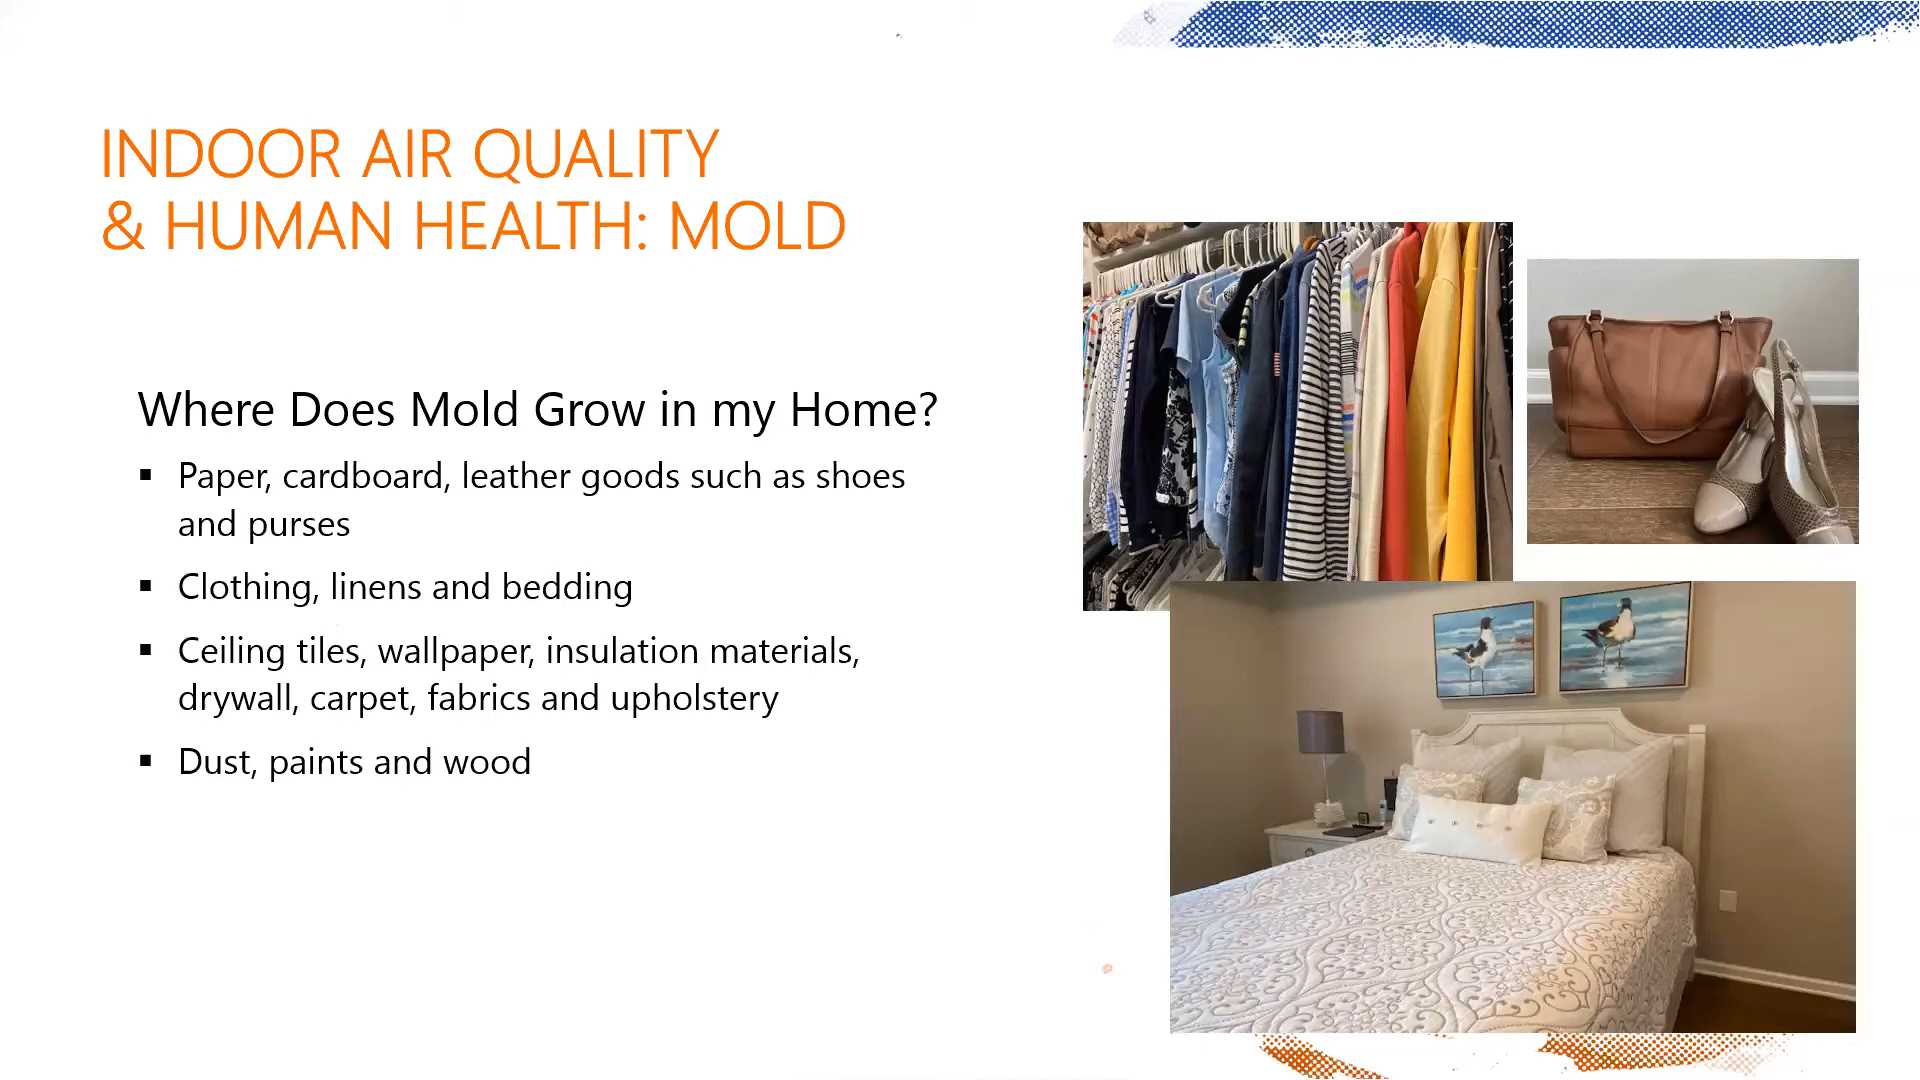 INDOOR AIR QUALITY
& HUMAN HEALTH: MOLD
Where Does Mold Grow in my Home?
▪ Paper, cardboard, leather goods such as shoes
and purses
▪ Clothing, linens and bedding
▪ Ceiling tiles, wallpaper, insulation materials,
drywall, carpet, fabrics and upholstery
▪ Dust, paints and wood